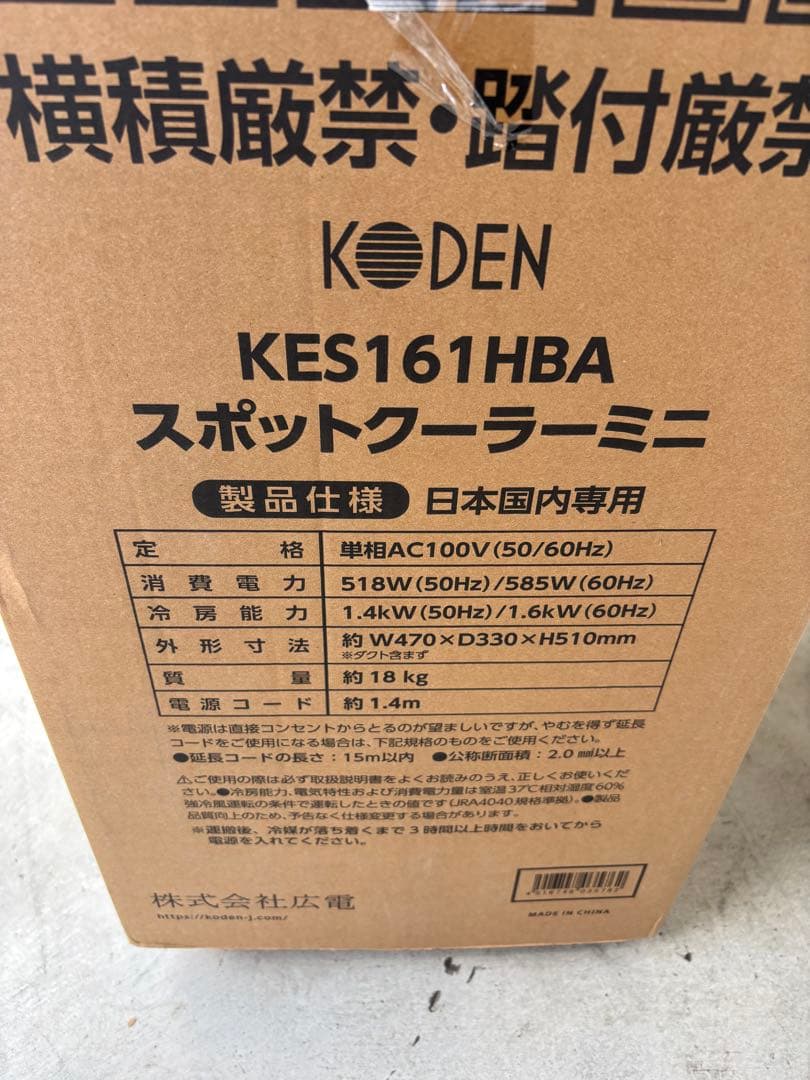 横積厳禁・踏付厳禁
KODEN
KES161HBA
スポットクーラーミニ
製品仕様 日本国内専用
定格 単相AC100V(50/60Hz)
消費電力 518W(50Hz)/585W(60Hz)
冷房能力 1.4kW(50Hz)/1.6kW(60Hz)
外形寸法 約 W470×D330×H510mm
※ダクト含まず
質量 約18 kg
電源コード 約1.4m
※電源は直接コンセントからとるのが望ましいですが、やむを得ず延長
コードをご使用になる場合は、下記規格のものをご使用ください。
●延長コードの長さ：15m以内 ●公称断面積：2.0㎟以上
⚠ご使用の際は必ず取扱説明書をよくお読みのうえ、正しくお使いくだ
さい。●冷房能力、電気特性および消費電力量は室温37℃相対湿度60%
強冷風運転の条件で運転したときの値です(JRA4040規格準拠)。●製品
品質向上のため、予告なく仕様変更する場合があります。
※運搬後、冷媒が落ち着くまで3時間以上時間をおいてから
電源を入れてください。
株式会社広電
https://koden-j.com/
MADE IN CHINA